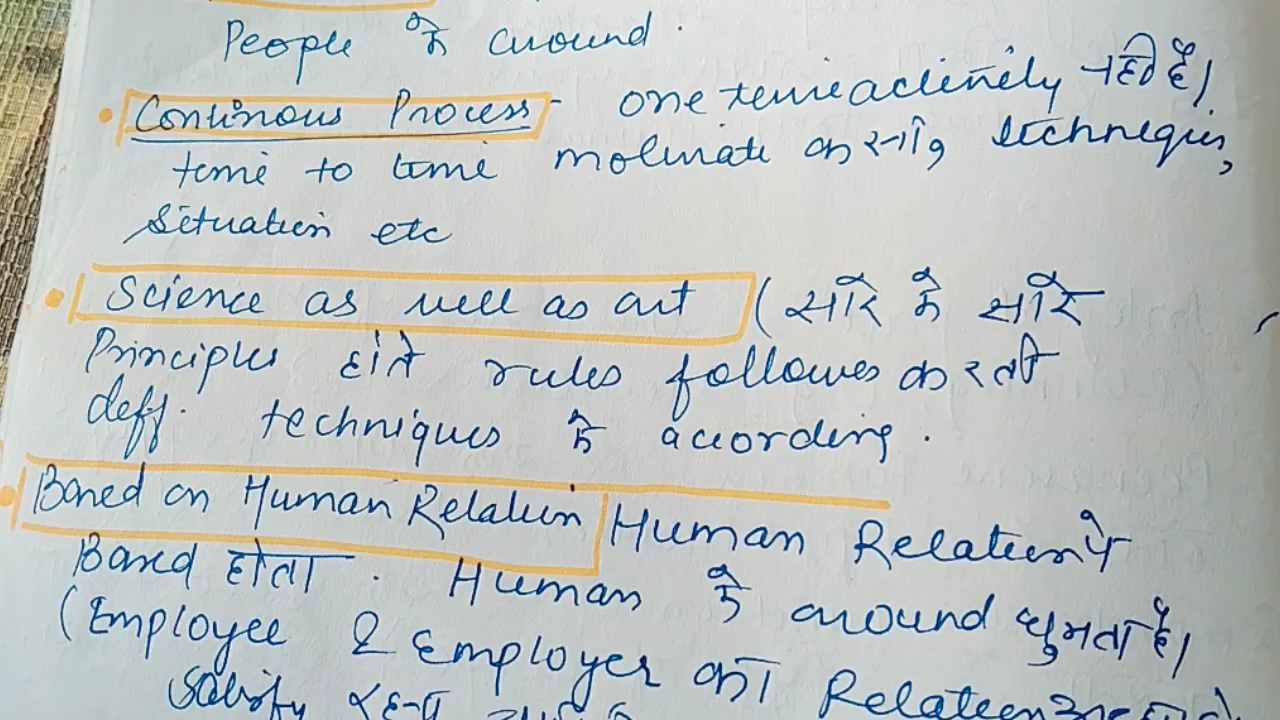 People के around.
• Continous Process - one time activity नहीं है।
time to time motivate करना, techniques,
situation etc
• Science as well as art (सारे के सारे
Principles होते rules follows करती
diff. techniques के according.
• Based on Human Relation Human Relation पे
Based होता. Human के around घुमता है।
(Employee & Employer का Relation
satisfy रहना